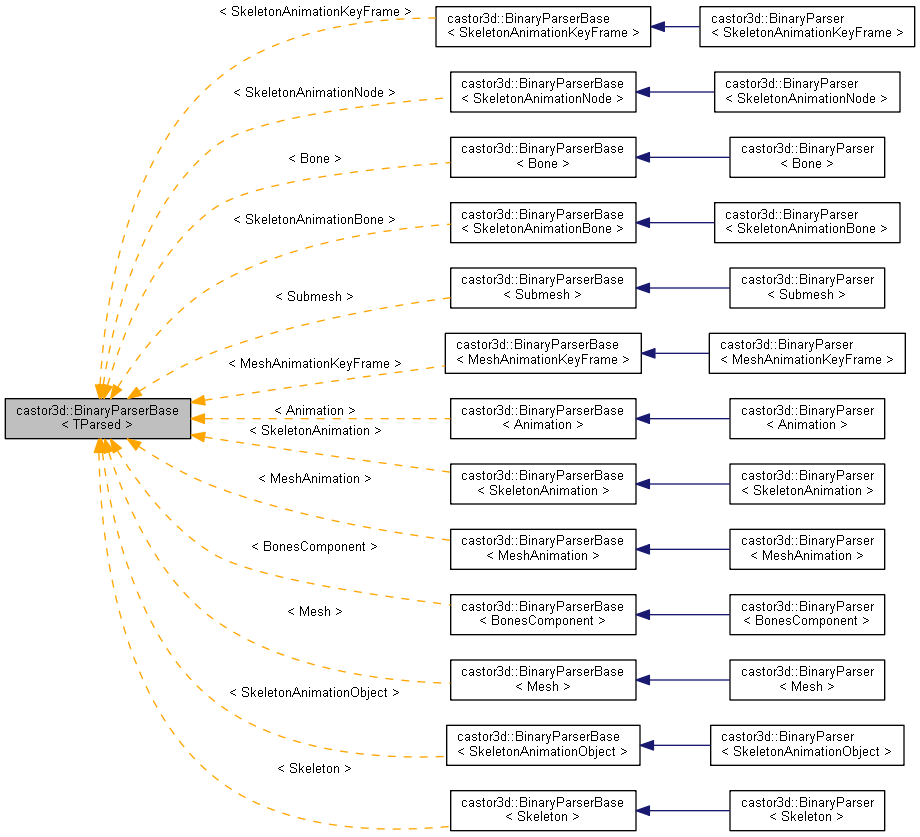 < SkeletonAnimationKeyFrame >
castor3d::BinaryParserBase
< SkeletonAnimationKeyFrame >
castor3d::BinaryParser
< SkeletonAnimationKeyFrame >
< SkeletonAnimationNode >
castor3d::BinaryParserBase
< SkeletonAnimationNode >
castor3d::BinaryParser
< SkeletonAnimationNode >
< Bone >
castor3d::BinaryParserBase
< Bone >
castor3d::BinaryParser
< Bone >
< SkeletonAnimationBone >
castor3d::BinaryParserBase
< SkeletonAnimationBone >
castor3d::BinaryParser
< SkeletonAnimationBone >
< Submesh >
castor3d::BinaryParserBase
< Submesh >
castor3d::BinaryParser
< Submesh >
< MeshAnimationKeyFrame >
castor3d::BinaryParserBase
< MeshAnimationKeyFrame >
castor3d::BinaryParser
< MeshAnimationKeyFrame >
castor3d::BinaryParserBase
< TParsed >
< Animation >
castor3d::BinaryParserBase
< Animation >
castor3d::BinaryParser
< Animation >
< SkeletonAnimation >
castor3d::BinaryParserBase
< SkeletonAnimation >
castor3d::BinaryParser
< SkeletonAnimation >
< MeshAnimation >
castor3d::BinaryParserBase
< MeshAnimation >
castor3d::BinaryParser
< MeshAnimation >
< BonesComponent >
castor3d::BinaryParserBase
< BonesComponent >
castor3d::BinaryParser
< BonesComponent >
< Mesh >
castor3d::BinaryParserBase
< Mesh >
castor3d::BinaryParser
< Mesh >
< SkeletonAnimationObject >
castor3d::BinaryParserBase
< SkeletonAnimationObject >
castor3d::BinaryParser
< SkeletonAnimationObject >
< Skeleton >
castor3d::BinaryParserBase
< Skeleton >
castor3d::BinaryParser
< Skeleton >